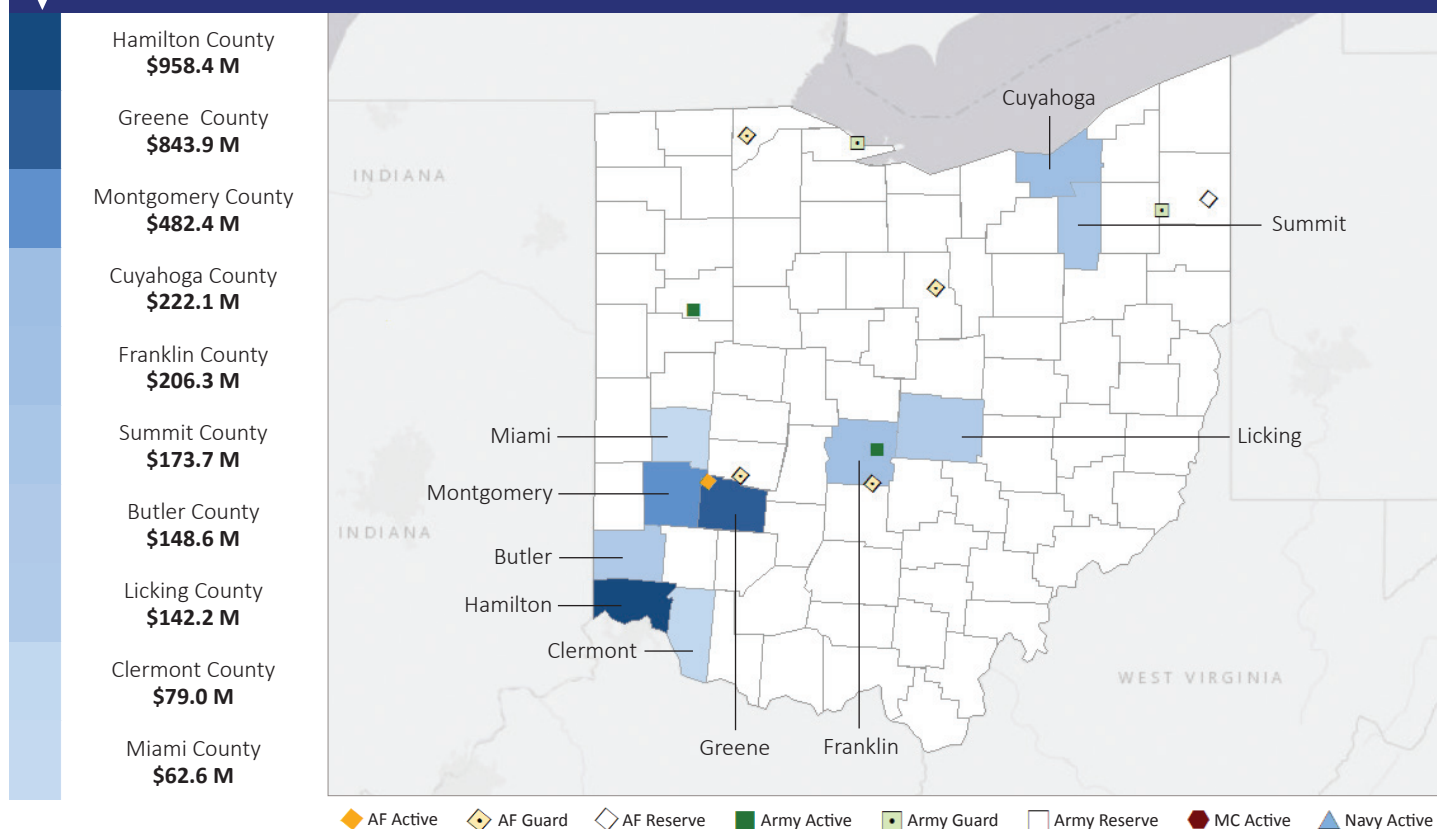 Hamilton County
$958.4 M
Greene  County
$843.9 M
Montgomery County
$482.4 M
Cuyahoga County
$222.1 M
Franklin County
$206.3 M
Summit County
$173.7 M
Butler County
$148.6 M
Licking County
$142.2 M
Clermont County
$79.0 M
Miami County
$62.6 M
Cuyahoga
INDIANA
Summit
Miami
Licking
Montgomery
INDIANA
Butler
Hamilton
Clermont
WEST VIRGINIA
Greene
Franklin
AF Active
AF Guard
AF Reserve
Army Active
Army Guard
Army Reserve
MC Active
Navy Active